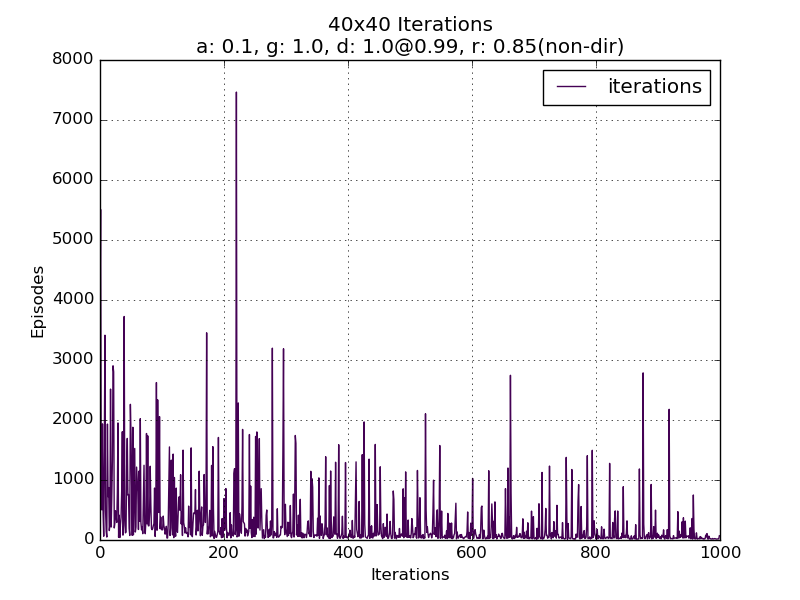 40x40 Iterations
a: 0.1, g: 1.0, d: 1.0@0.99, r: 0.85(non-dir)
iterations
8000
7000
6000
5000
4000
3000
2000
1000
0
Episodes
0 200 400 600 800 1000
Iterations